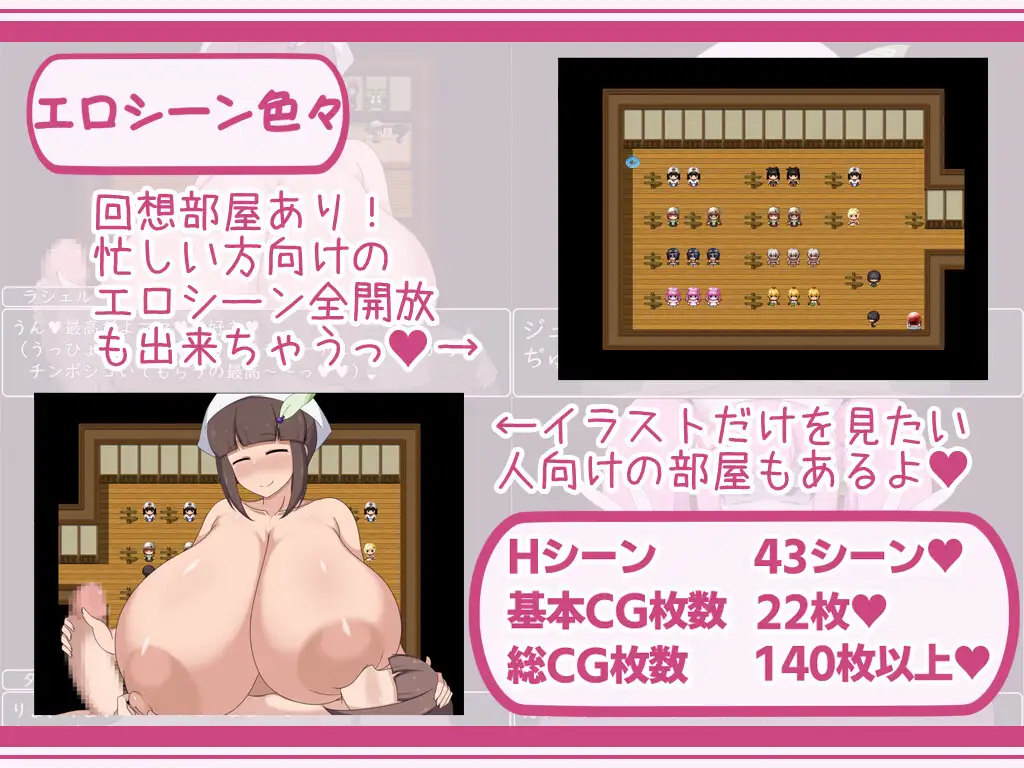 エロシーン色々
回想部屋あり！
忙しい方向けの
エロシーン全開放
も出来ちゃうっ♥→
←イラストだけを見たい
人向けの部屋もあるよ♥
Hシーン 43シーン♥
基本CG枚数 22枚♥
総CG枚数 140枚以上♥
ラシェル